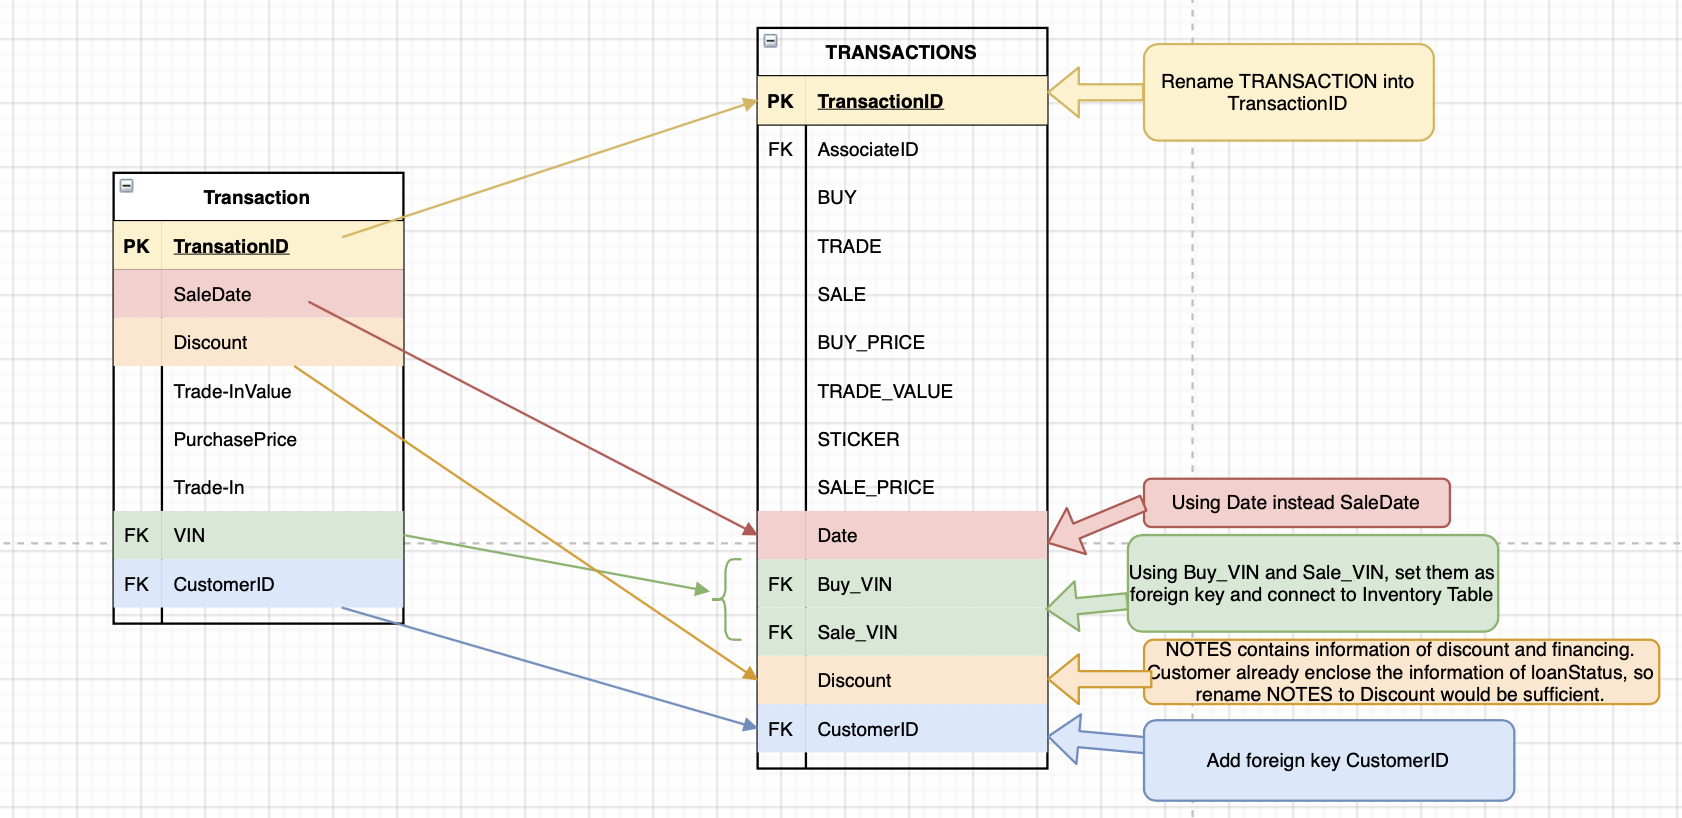 Transaction
PK TransationID
SaleDate
Discount
Trade-InValue
PurchasePrice
Trade-In
FK VIN
FK CustomerID
TRANSACTIONS
PK TransactionID
FK AssociateID
BUY
TRADE
SALE
BUY_PRICE
TRADE_VALUE
STICKER
SALE_PRICE
Date
FK Buy_VIN
FK Sale_VIN
Discount
FK CustomerID
Rename TRANSACTION into
TransactionID
Using Date instead SaleDate
Using Buy_VIN and Sale_VIN, set them as
foreign key and connect to Inventory Table
NOTES contains information of discount and financing.
Customer already enclose the information of loanStatus, so
rename NOTES to Discount would be sufficient.
Add foreign key CustomerID